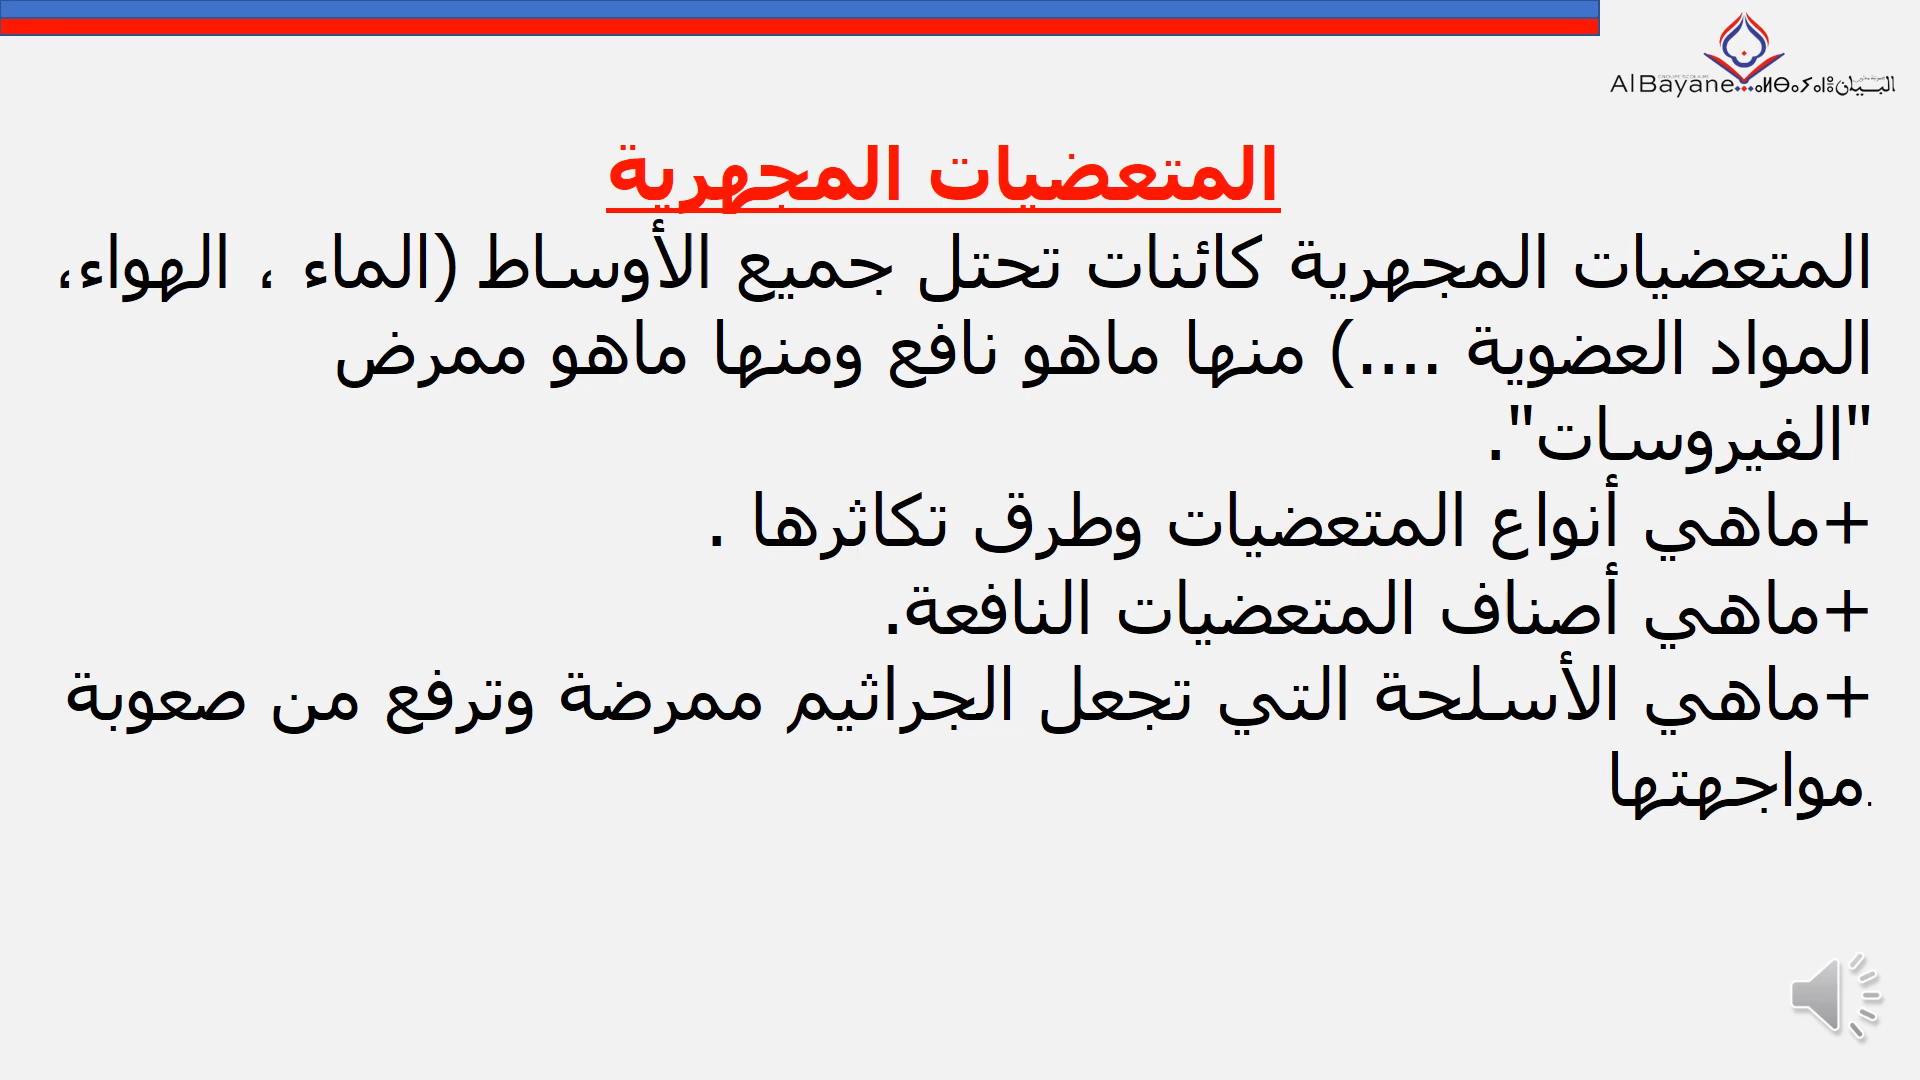 AlBayane ⴰⵍⴱⴰⵢⴰⵏ البيان
المتعضيات المجهرية
المتعضيات المجهرية كائنات تحتل جميع الأوساط (الماء ، الهواء،
المواد العضوية ....) منها ماهو نافع ومنها ماهو ممرض
"الفيروسات".
+ماهي أنواع المتعضيات وطرق تكاثرها .
+ماهي أصناف المتعضيات النافعة.
+ماهي الأسلحة التي تجعل الجراثيم ممرضة وترفع من صعوبة
.مواجهتها